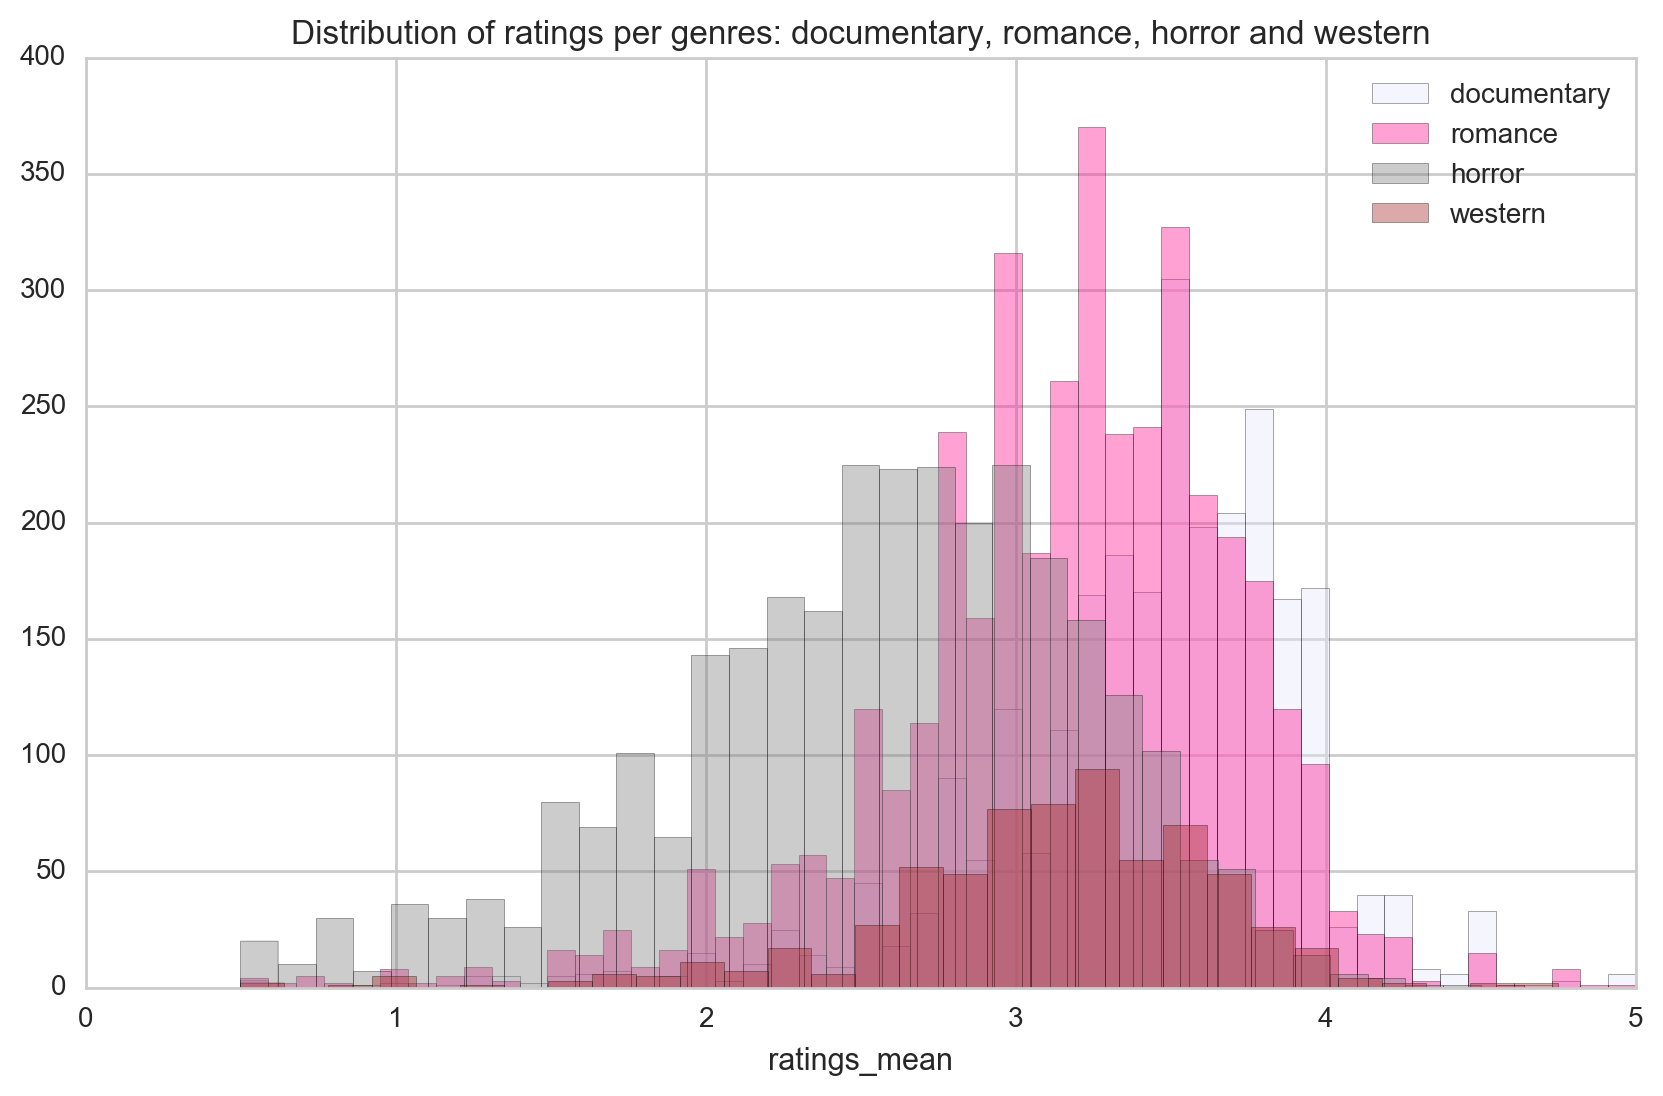 Distribution of ratings per genres: documentary, romance, horror and western
400
350
300
250
200
150
100
50
0
documentary
romance
horror
western
0 1 2 3 4 5
ratings_mean